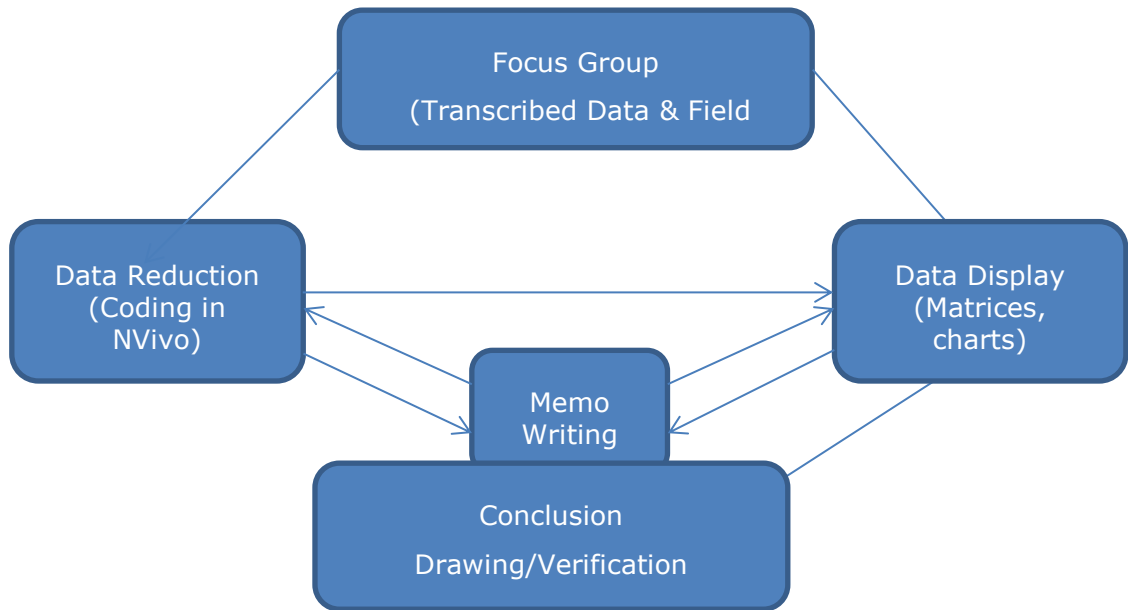 Focus Group
(Transcribed Data & Field
Data Reduction
(Coding in
NVivo)
Data Display
(Matrices,
charts)
Memo
Writing
Conclusion
Drawing/Verification